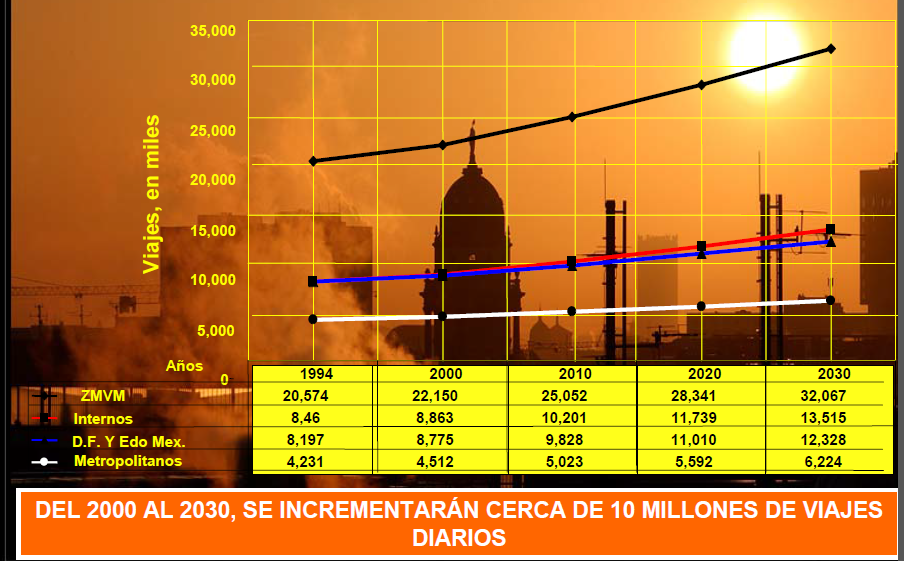 35,000
30,000
25,000
20,000
15,000
10,000
5,000
0
Viajes, en miles
Años 1994 2000 2010 2020 2030
ZMVM 20,574 22,150 25,052 28,341 32,067
Internos 8,46 8,863 10,201 11,739 13,515
D.F. Y Edo Mex. 8,197 8,775 9,828 11,010 12,328
Metropolitanos 4,231 4,512 5,023 5,592 6,224
DEL 2000 AL 2030, SE INCREMENTARÁN CERCA DE 10 MILLONES DE VIAJES
DIARIOS